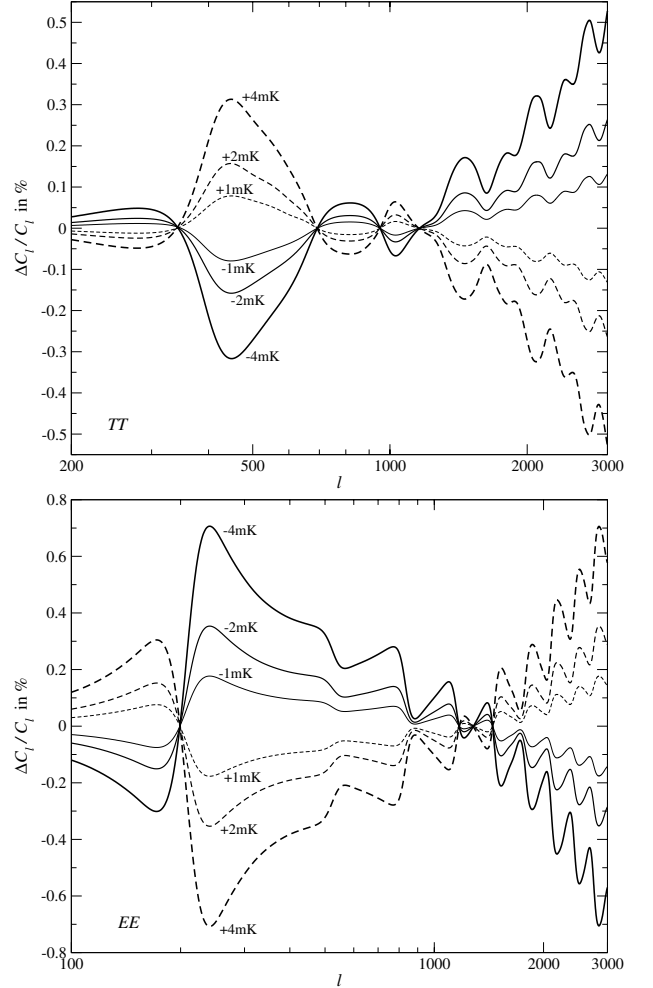 0.5
0.4
0.3
+4mK
0.2
+2mK
0.1
+1mK
0
ΔC_l / C_l in %
-0.1
-1mK
-0.2
-2mK
-0.3
-4mK
-0.4
TT
-0.5
200 500 1000 2000 3000
l
0.8
-4mK
0.6
0.4
-2mK
0.2
-1mK
0
ΔC_l / C_l in %
-0.2
+1mK
-0.4
+2mK
-0.6
EE
+4mK
-0.8
100 1000 2000 3000
l